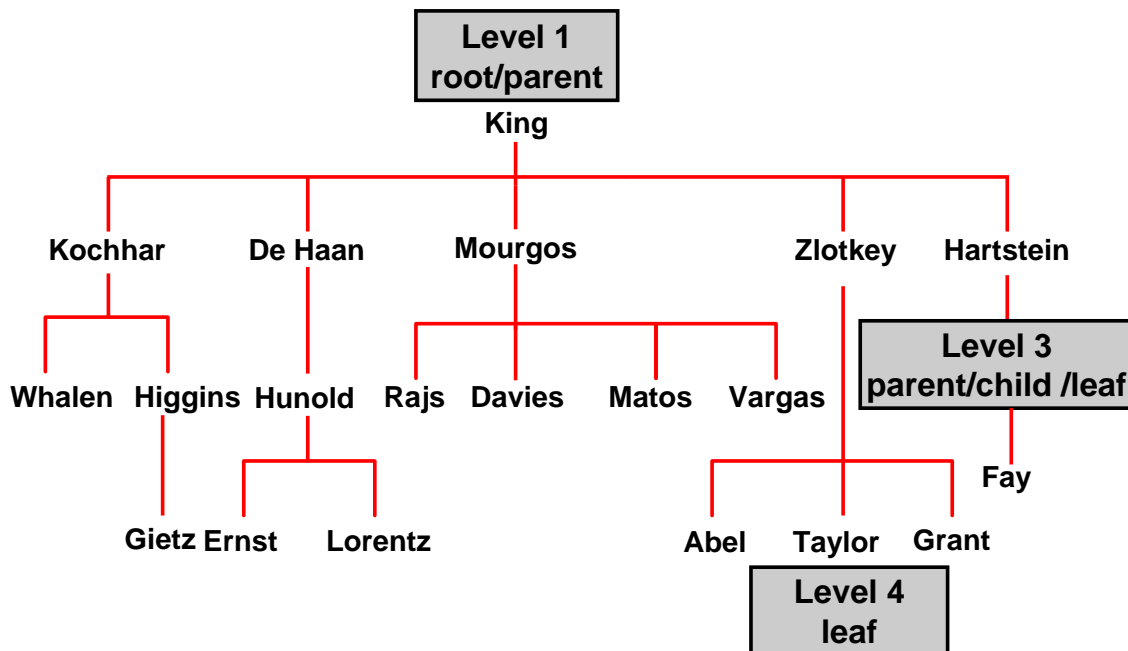 Level 1
root/parent
King
Kochhar De Haan Mourgos Zlotkey Hartstein
Level 3
parent/child /leaf
Whalen Higgins Hunold Rajs Davies Matos Vargas
Fay
Gietz Ernst Lorentz Abel Taylor Grant
Level 4
leaf